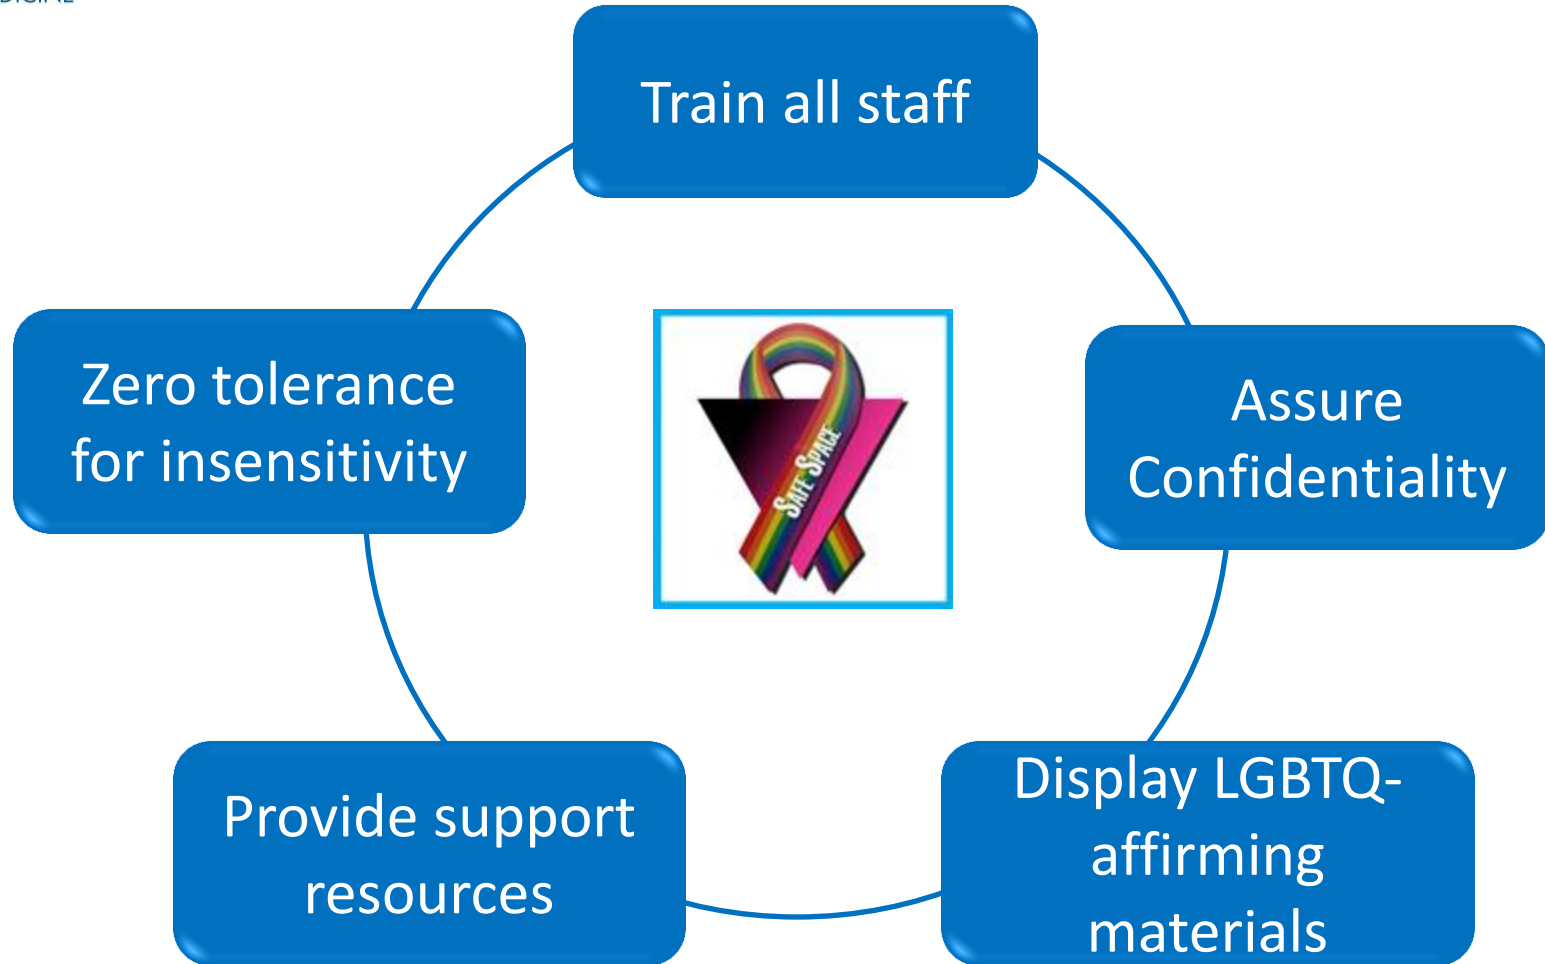 Train all staff
Zero tolerance
for insensitivity
SAFE SPACE
Assure
Confidentiality
Provide support
resources
Display LGBTQ-
affirming
materials